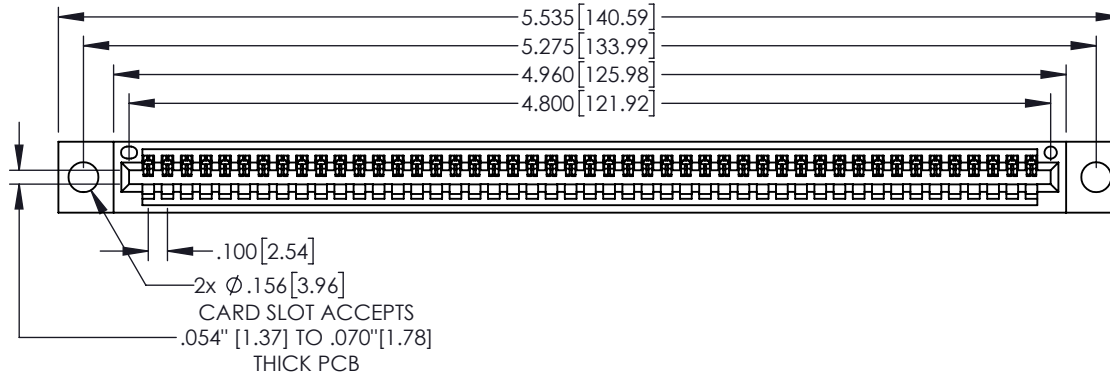 5.535[140.59]
5.275[133.99]
4.960[125.98]
4.800[121.92]
.100[2.54]
2x Ø.156[3.96]
CARD SLOT ACCEPTS
.054" [1.37] TO .070"[1.78]
THICK PCB